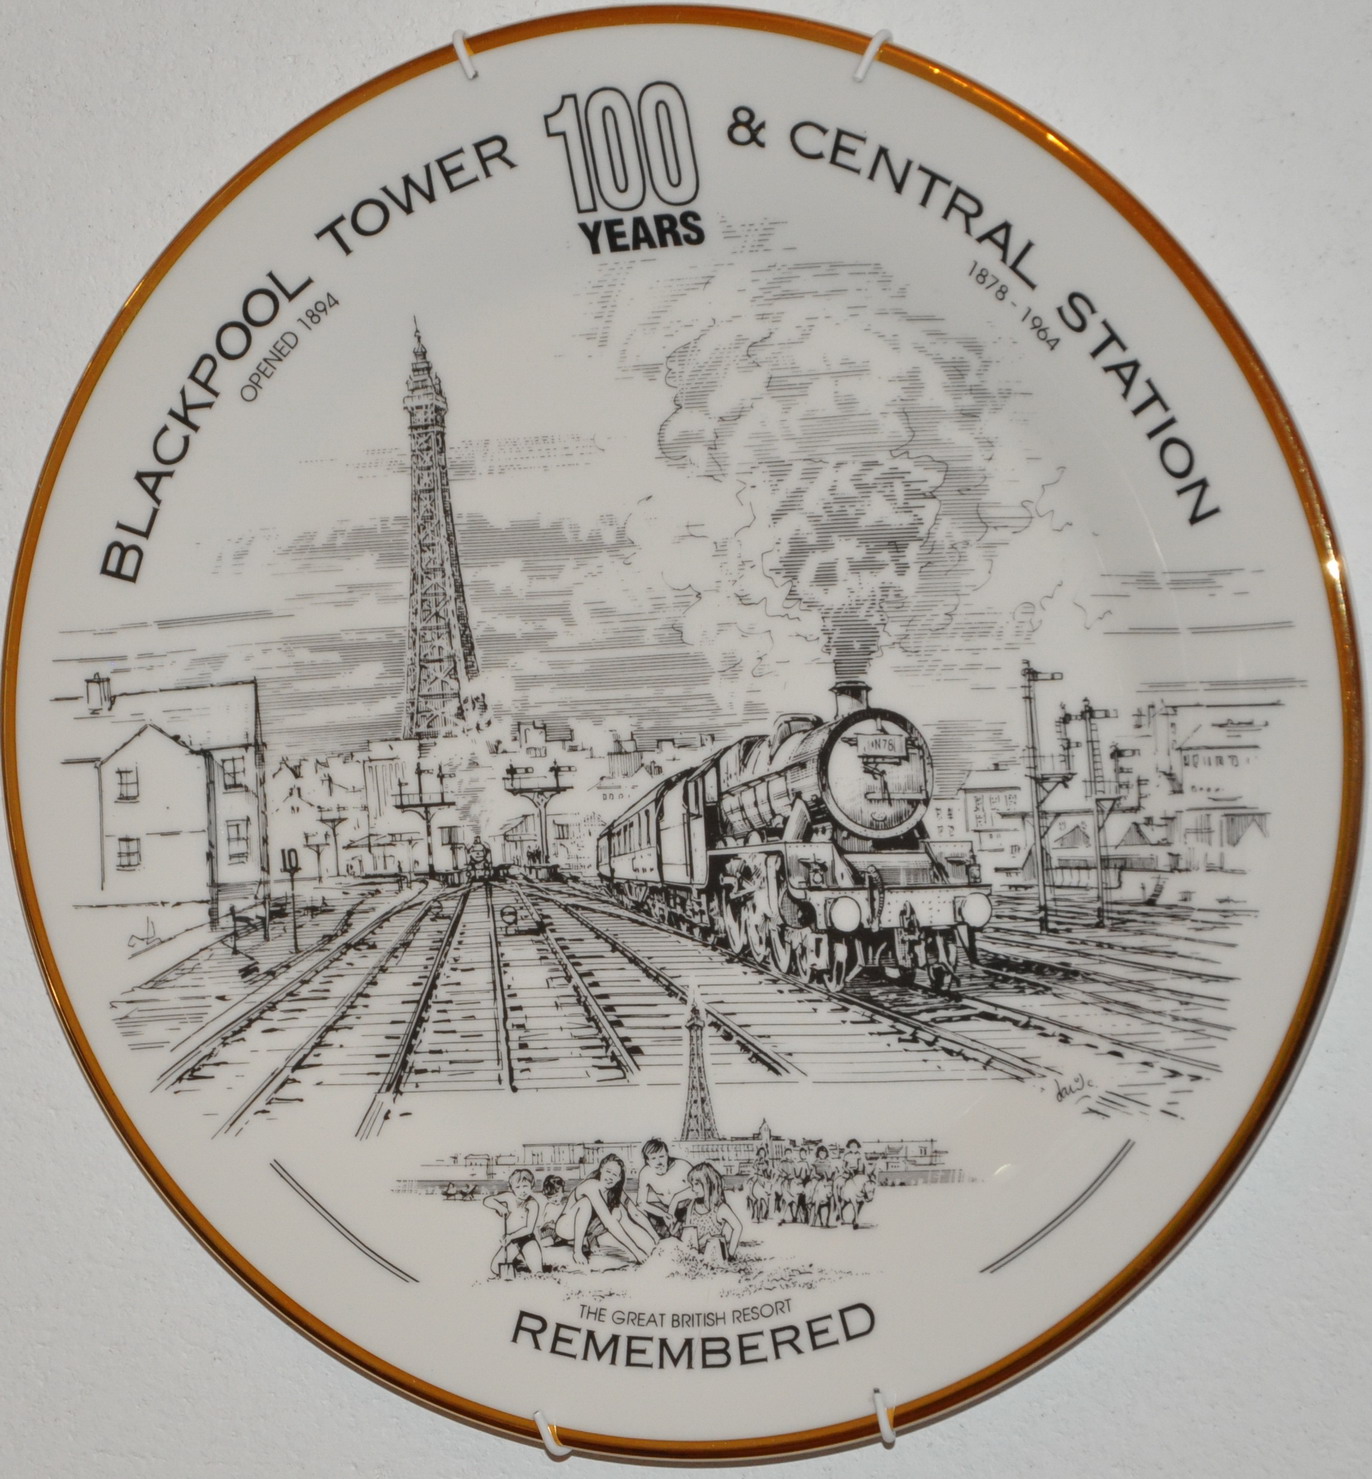 BLACKPOOL TOWER
OPENED 1894
100
YEARS
& CENTRAL STATION
1878 - 1964
10
THE GREAT BRITISH RESORT
REMEMBERED